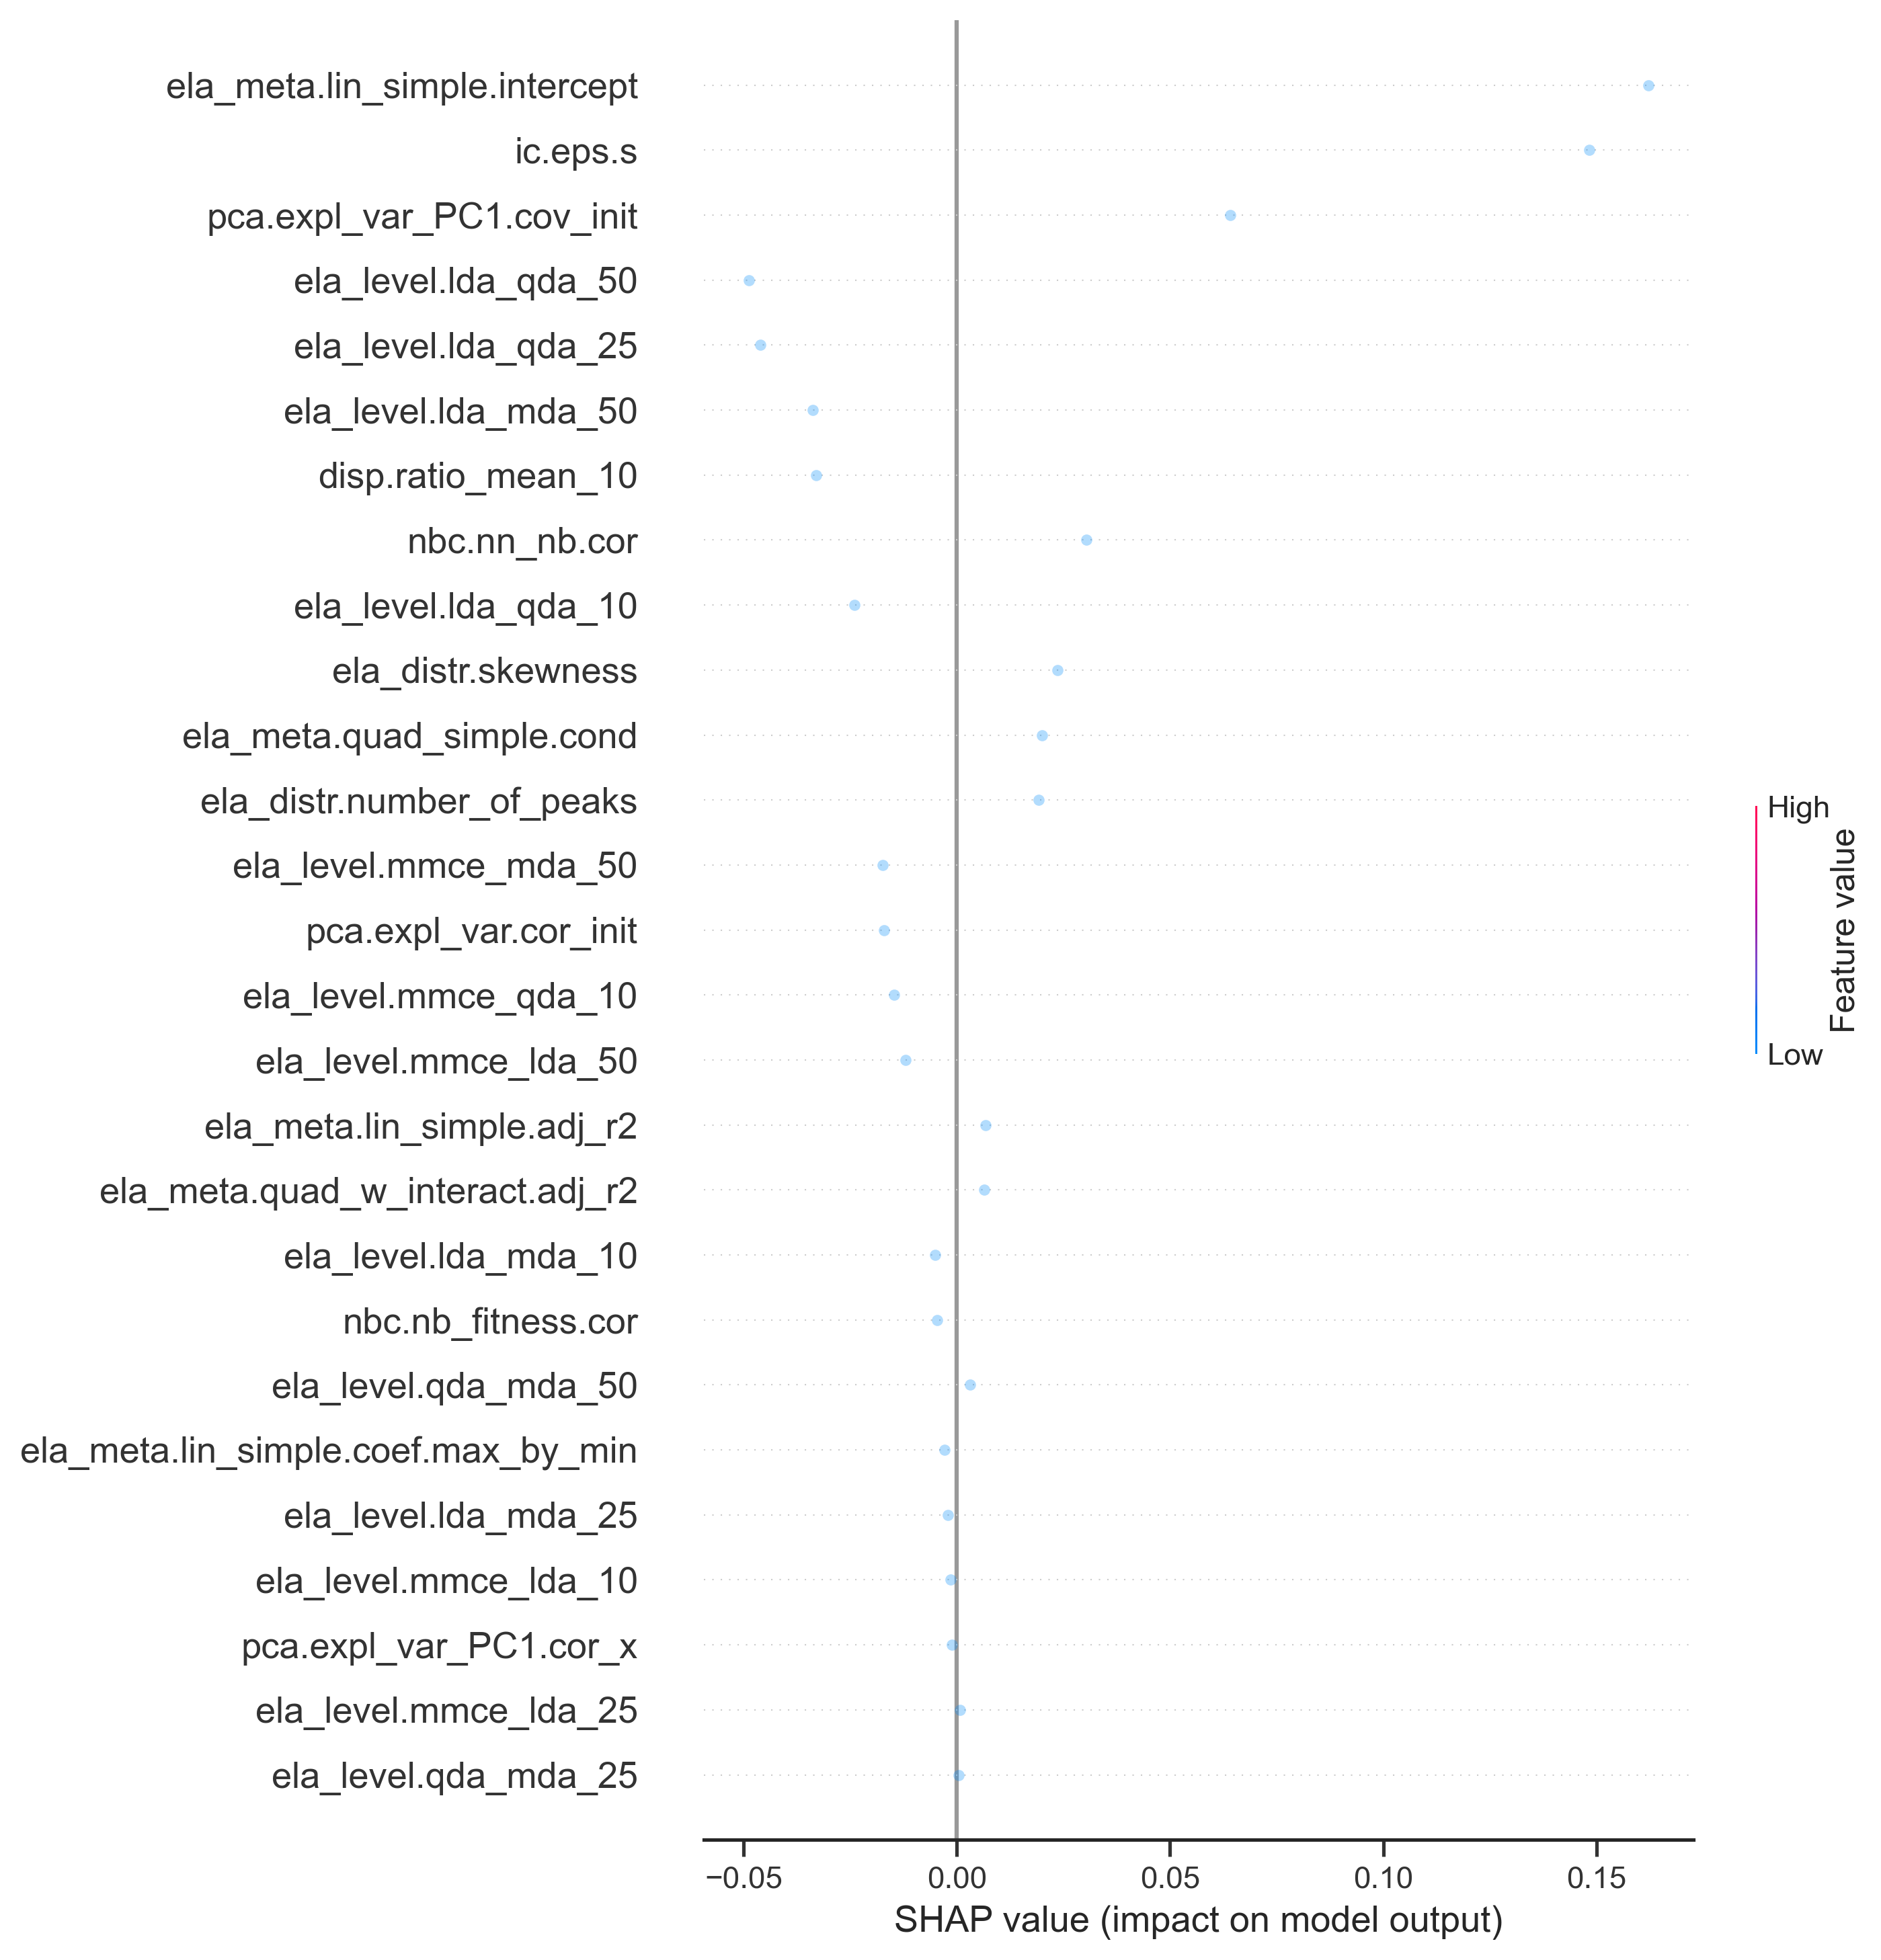 ela_meta.lin_simple.intercept
ic.eps.s
pca.expl_var_PC1.cov_init
ela_level.lda_qda_50
ela_level.lda_qda_25
ela_level.lda_mda_50
disp.ratio_mean_10
nbc.nn_nb.cor
ela_level.lda_qda_10
ela_distr.skewness
ela_meta.quad_simple.cond
ela_distr.number_of_peaks
ela_level.mmce_mda_50
pca.expl_var.cor_init
ela_level.mmce_qda_10
ela_level.mmce_lda_50
ela_meta.lin_simple.adj_r2
ela_meta.quad_w_interact.adj_r2
ela_level.lda_mda_10
nbc.nb_fitness.cor
ela_level.qda_mda_50
ela_meta.lin_simple.coef.max_by_min
ela_level.lda_mda_25
ela_level.mmce_lda_10
pca.expl_var_PC1.cor_x
ela_level.mmce_lda_25
ela_level.qda_mda_25
−0.05 0.00 0.05 0.10 0.15
SHAP value (impact on model output)
High
Feature value
Low